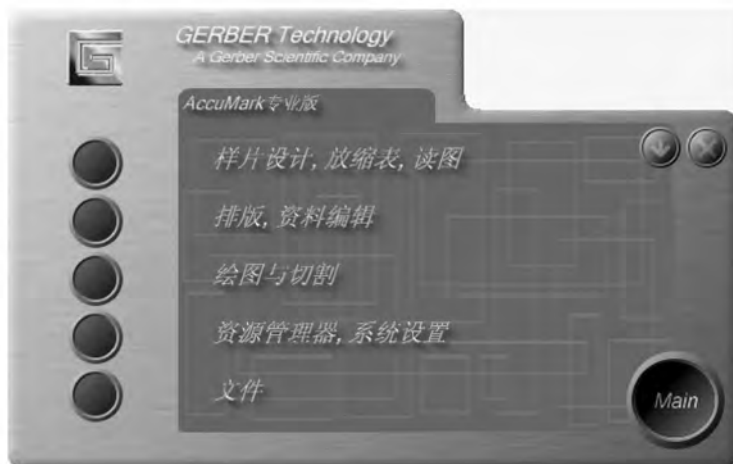 GERBER Technology
A Gerber Scientific Company
AccuMark专业版
样片设计, 放缩表, 读图
排版, 资料编辑
绘图与切割
资源管理器, 系统设置
文件
Main